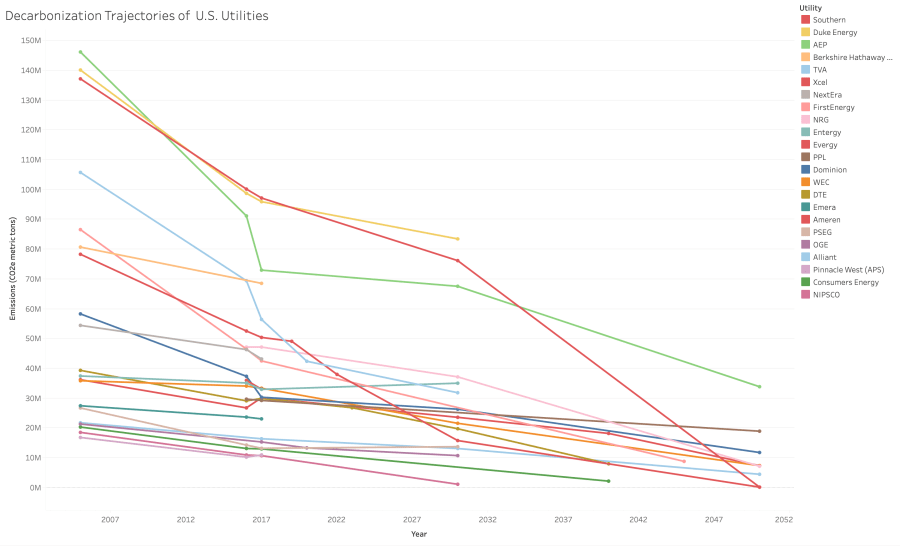 Decarbonization Trajectories of U.S. Utilities
Utility
Southern
Duke Energy
AEP
Berkshire Hathaway ...
TVA
Xcel
NextEra
FirstEnergy
NRG
Entergy
Evergy
PPL
Dominion
WEC
DTE
Emera
Ameren
PSEG
OGE
Alliant
Pinnacle West (APS)
Consumers Energy
NIPSCO
Emissions (CO2e metric tons)
150M
140M
130M
120M
110M
100M
90M
80M
70M
60M
50M
40M
30M
20M
10M
0M
2007 2012 2017 2022 2027 2032 2037 2042 2047 2052
Year